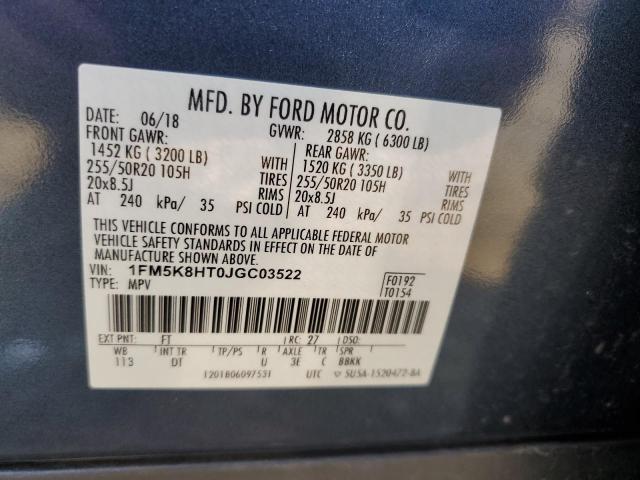 MFD. BY FORD MOTOR CO.
DATE: 06/18 GVWR: 2858 KG ( 6300 LB)
FRONT GAWR: REAR GAWR:
1452 KG ( 3200 LB) WITH 1520 KG ( 3350 LB) WITH
255/50R20 105H TIRES 255/50R20 105H TIRES
20x8.5J RIMS 20x8.5J RIMS
AT 240 kPa/ 35 PSI COLD AT 240 kPa/ 35 PSI COLD
THIS VEHICLE CONFORMS TO ALL APPLICABLE FEDERAL MOTOR
VEHICLE SAFETY STANDARDS IN EFFECT ON THE DATE OF
MANUFACTURE SHOWN ABOVE.
VIN: 1FM5K8HT0JGC03522
TYPE: MPV
F0192
T0154
EXT PNT: FT RC: 27 DSO:
WB INT TR TP/PS R AXLE TR SPR
113 DT U 3E C BBKK
120180609753​1 UTC 5U5A-1520472-BA